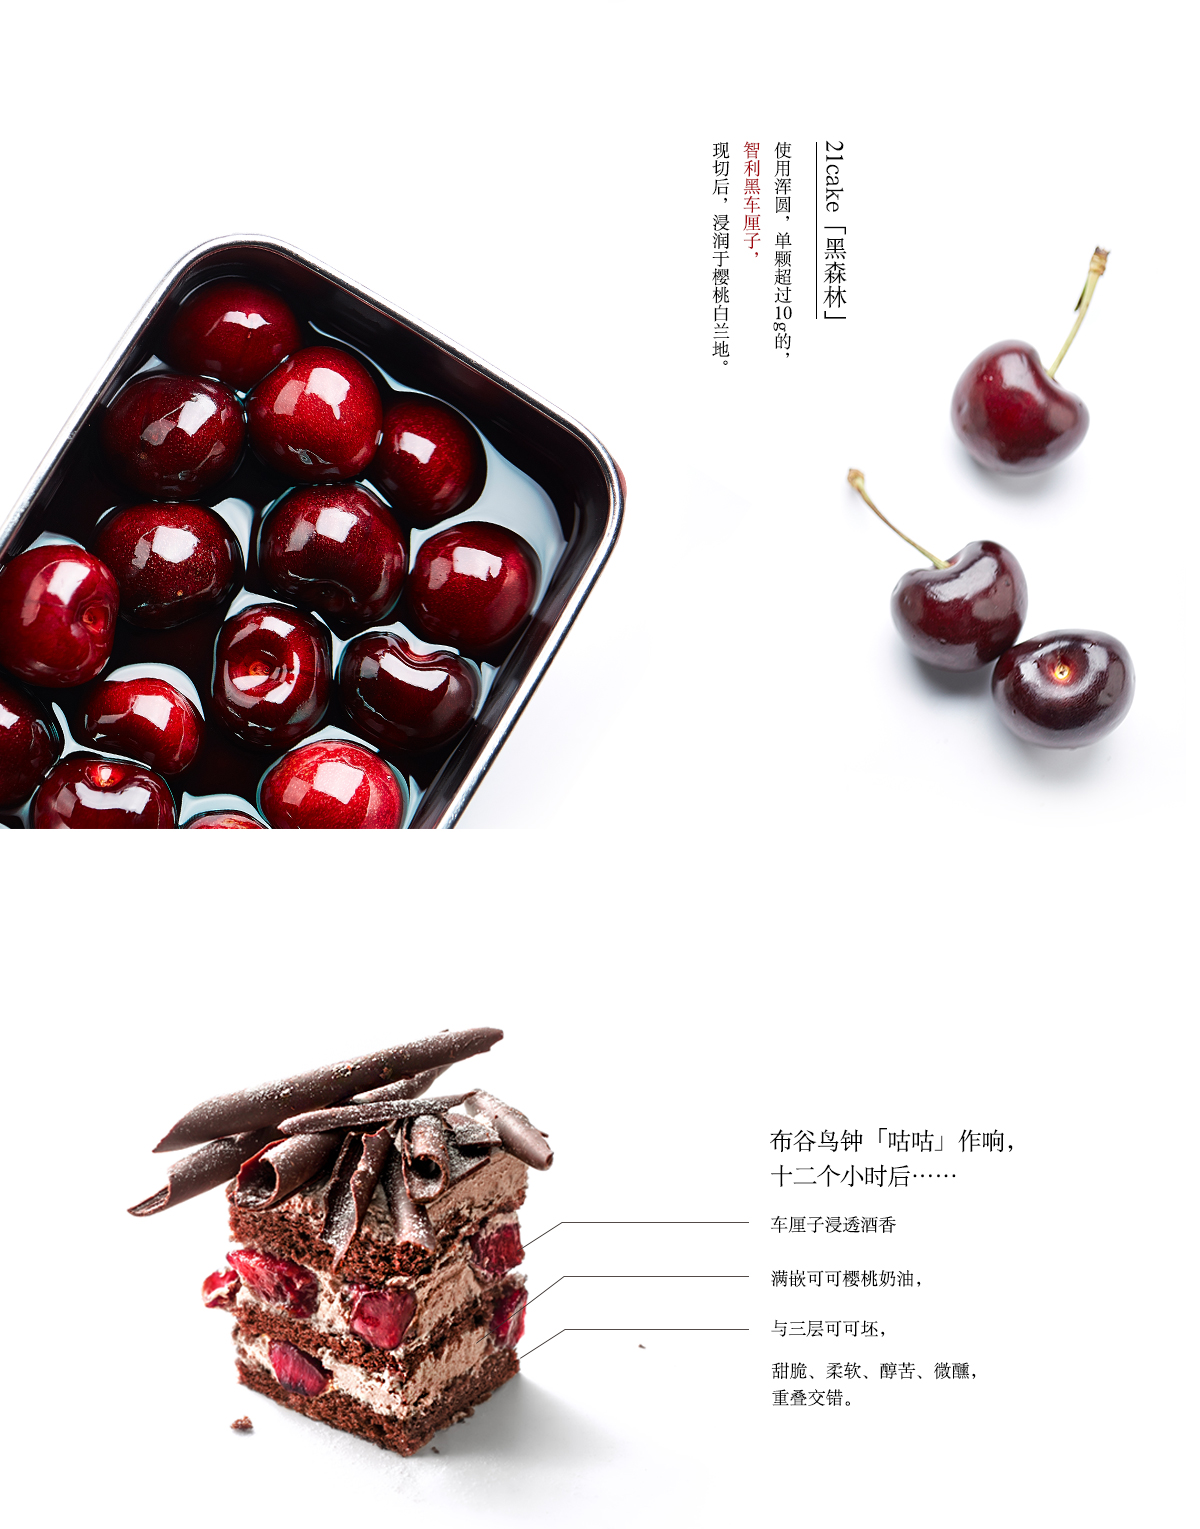 21cake「黑森林」
使用浑圆，单颗超过10g的，
智利黑车厘子，
现切后，浸润于樱桃白兰地。
布谷鸟钟「咕咕」作响，
十二个小时后……
车厘子浸透酒香
满嵌可可樱桃奶油，
与三层可可坯，
甜脆、柔软、醇苦、微醺，
重叠交错。